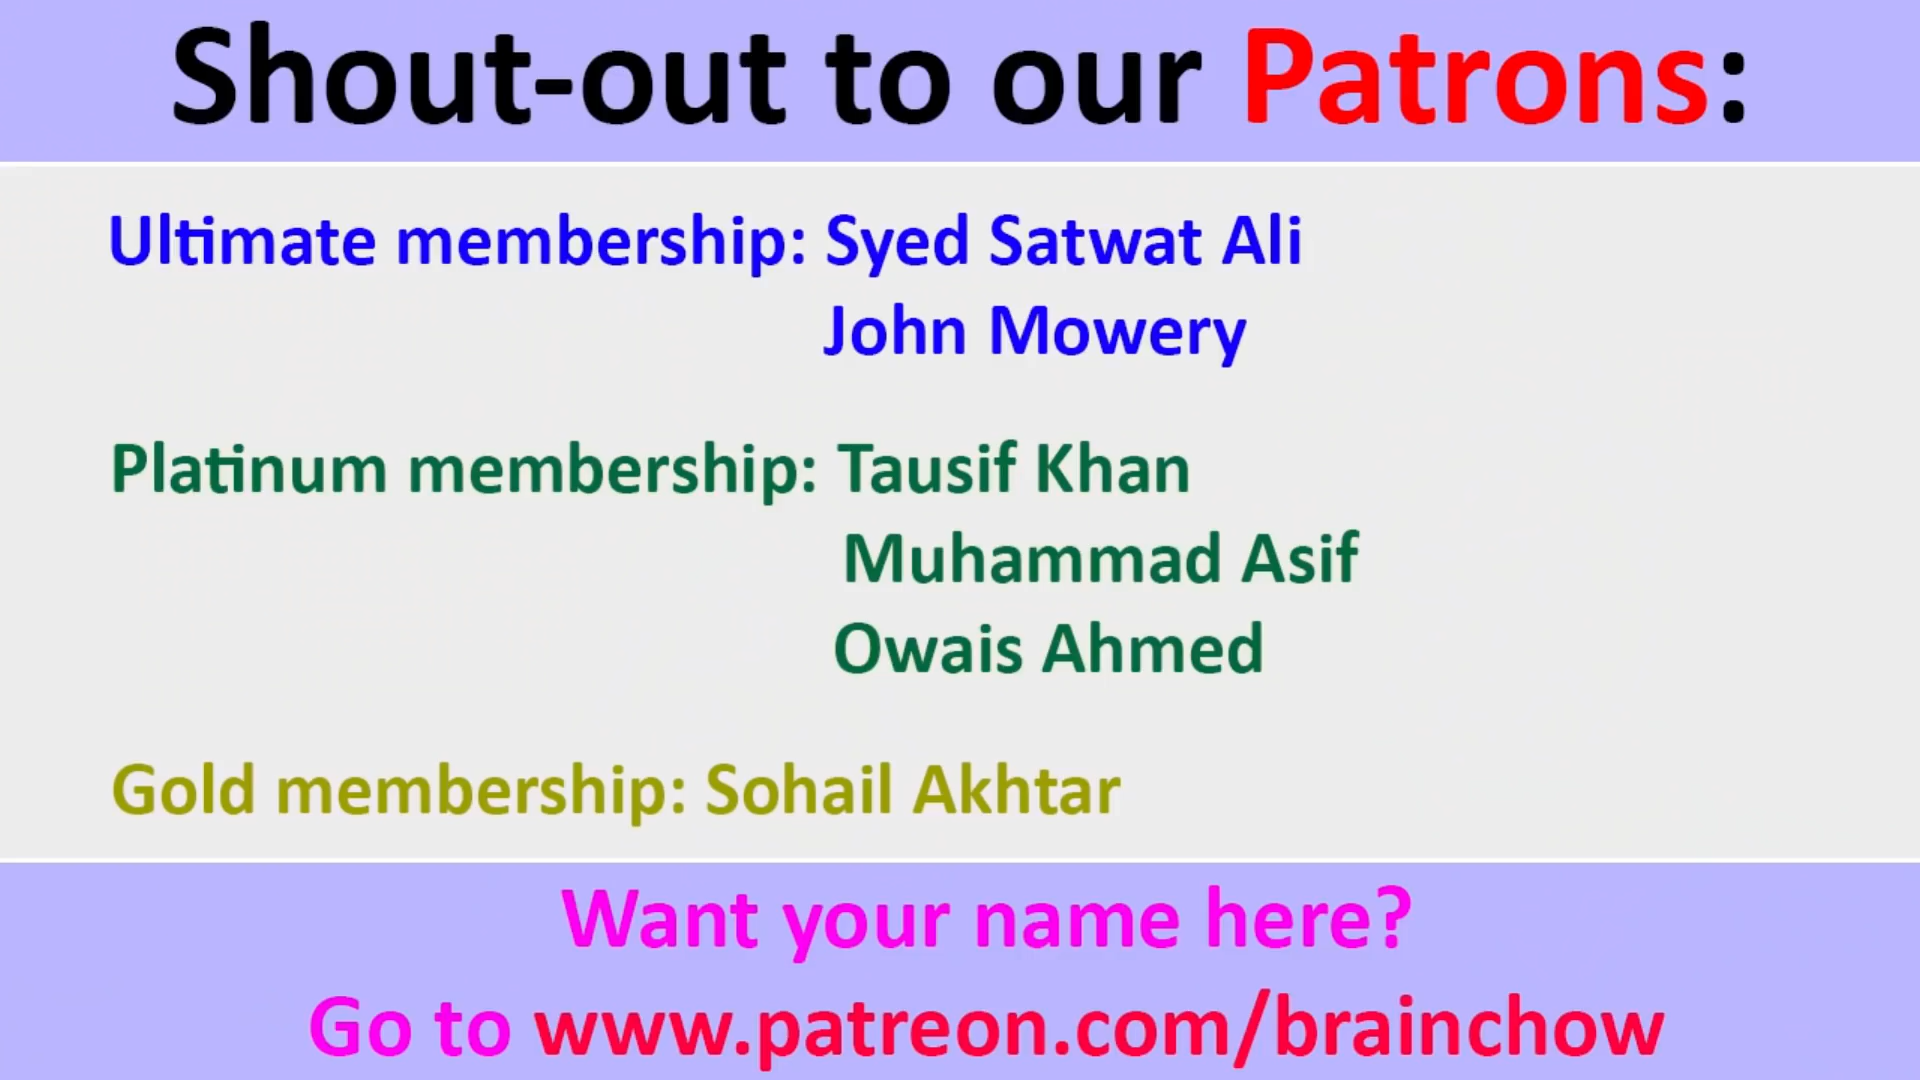 Shout-out to our Patrons:
Ultimate membership: Syed Satwat Ali
John Mowery
Platinum membership: Tausif Khan
Muhammad Asif
Owais Ahmed
Gold membership: Sohail Akhtar
Want your name here?
Go to www.patreon.com/brainchow